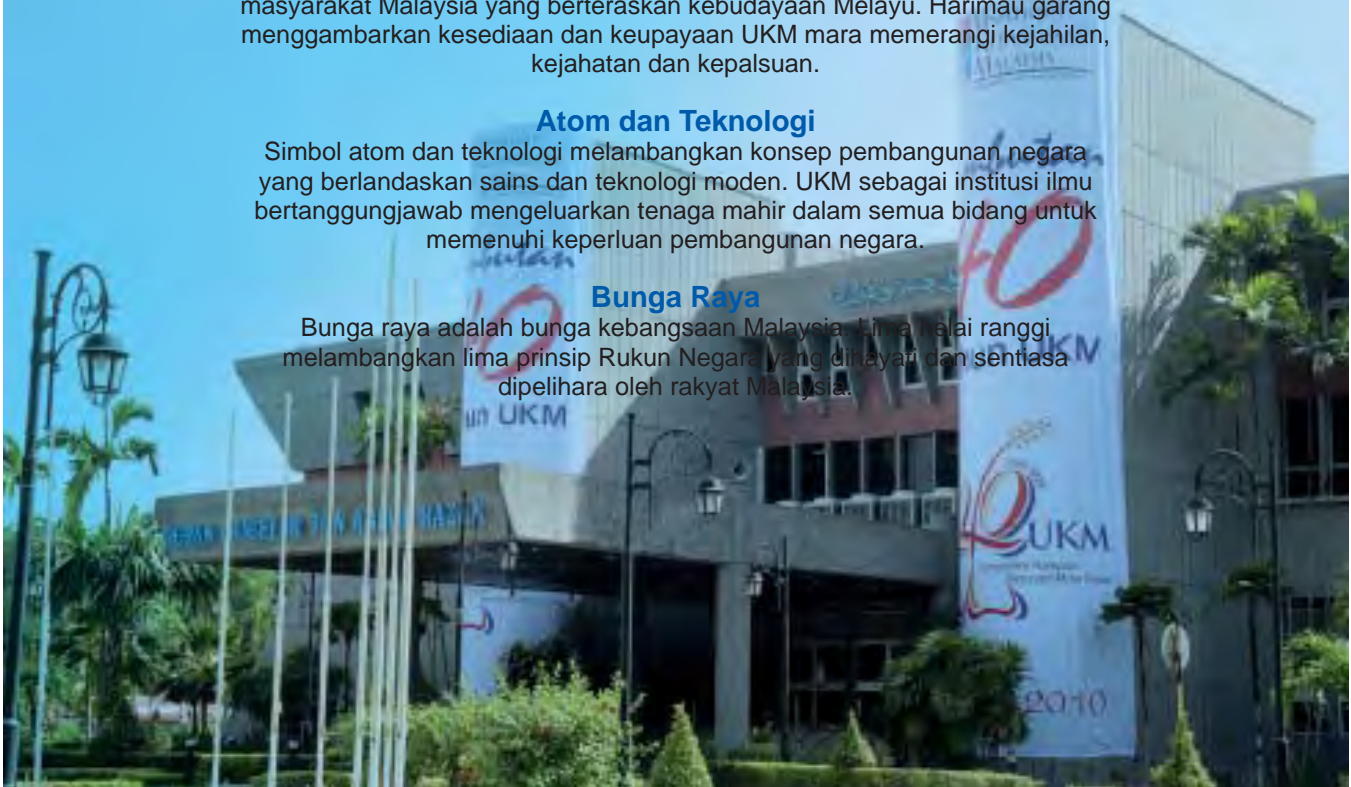 masyarakat Malaysia yang berteraskan kebudayaan Melayu. Harimau garang
menggambarkan kesediaan dan keupayaan UKM mara memerangi kejahilan,
kejahatan dan kepalsuan.
Atom dan Teknologi
Simbol atom dan teknologi melambangkan konsep pembangunan negara
yang berlandaskan sains dan teknologi moden. UKM sebagai institusi ilmu
bertanggungjawab mengeluarkan tenaga mahir dalam semua bidang untuk
memenuhi keperluan pembangunan negara.
Bunga Raya
Bunga raya adalah bunga kebangsaan Malaysia. Lima helai ranggi
melambangkan lima prinsip Rukun Negara yang dihayati dan sentiasa
dipelihara oleh rakyat Malaysia.
MALAYSIA
40
UKM
UKM
UKM
2010